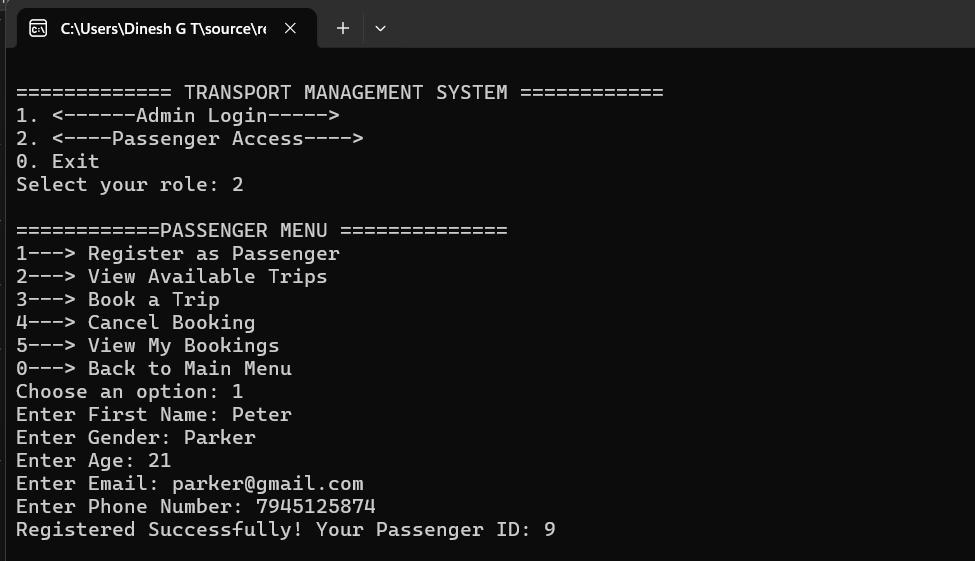 C:\Users\Dinesh G T\source\re
============= TRANSPORT MANAGEMENT SYSTEM ============
1. <------Admin Login----->
2. <----Passenger Access---->
0. Exit
Select your role: 2
============PASSENGER MENU ==============
1---> Register as Passenger
2---> View Available Trips
3---> Book a Trip
4---> Cancel Booking
5---> View My Bookings
0---> Back to Main Menu
Choose an option: 1
Enter First Name: Peter
Enter Gender: Parker
Enter Age: 21
Enter Email: parker@gmail.com
Enter Phone Number: 7945125874
Registered Successfully! Your Passenger ID: 9